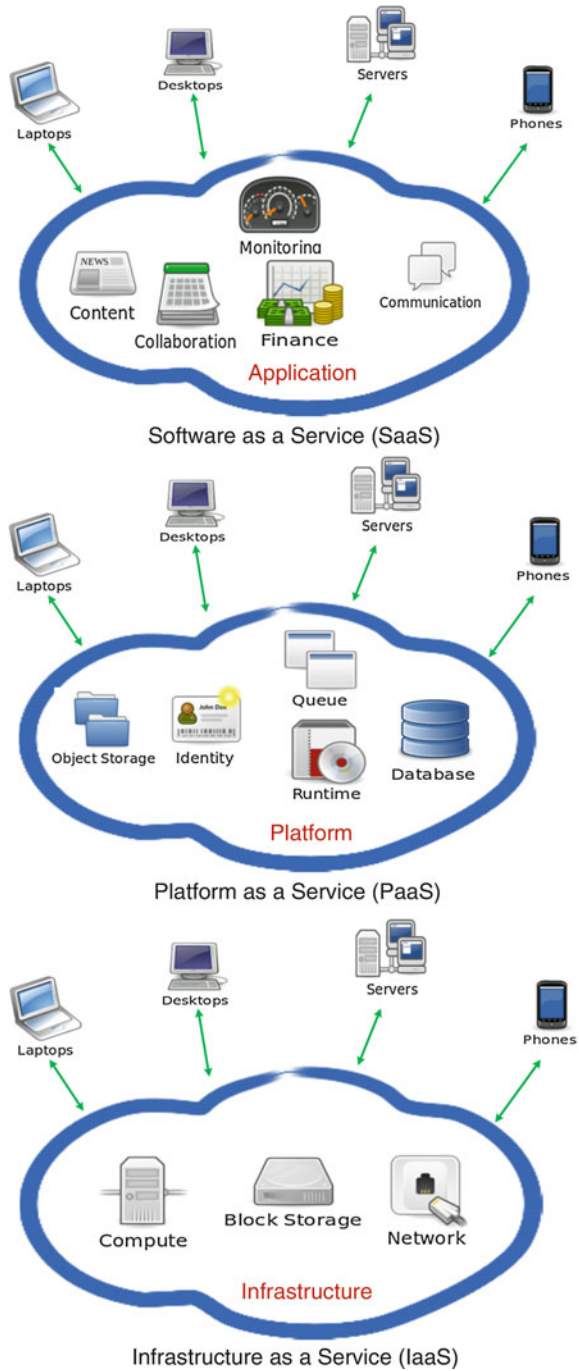 Desktops
Servers
Laptops
Phones
Monitoring
NEWS
Content
Collaboration
Finance
Communication
Application
Software as a Service (SaaS)
Desktops
Servers
Laptops
Phones
Queue
John Doe
Object Storage
Identity
Runtime
Database
Platform
Platform as a Service (PaaS)
Desktops
Servers
Laptops
Phones
Compute
Block Storage
Network
Infrastructure
Infrastructure as a Service (IaaS)